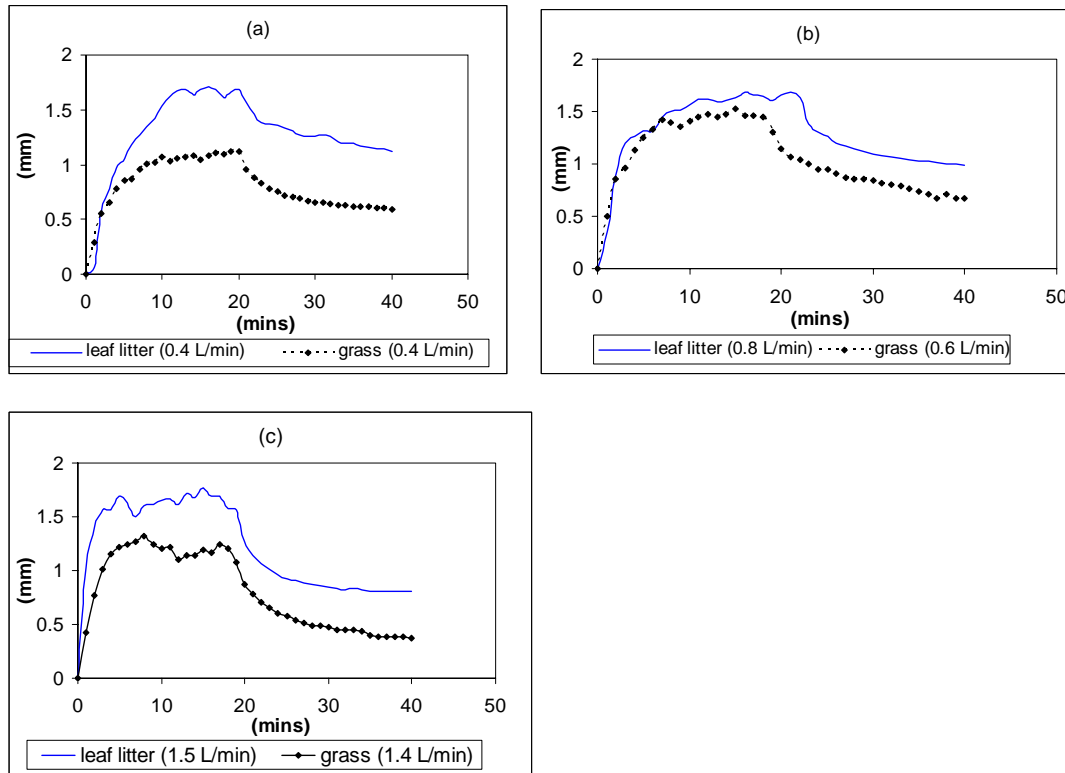 (a)
2
1.5
1
0.5
0
(mm)
0 10 20 30 40 50
(mins)
leaf litter (0.4 L/min) grass (0.4 L/min)
(b)
2
1.5
1
0.5
0
(mm)
0 10 20 30 40 50
(mins)
leaf litter (0.8 L/min) grass (0.6 L/min)
(c)
2
1.5
1
0.5
0
(mm)
0 10 20 30 40 50
(mins)
leaf litter (1.5 L/min) grass (1.4 L/min)